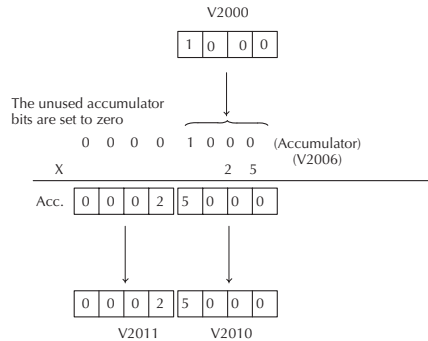 V2000
1 0 0 0
The unused accumulator
bits are set to zero
0 0 0 0 1 0 0 0 (Accumulator)
X 2 5 (V2006)
Acc. 0 0 0 2 5 0 0 0
0 0 0 2 5 0 0 0
V2011 V2010